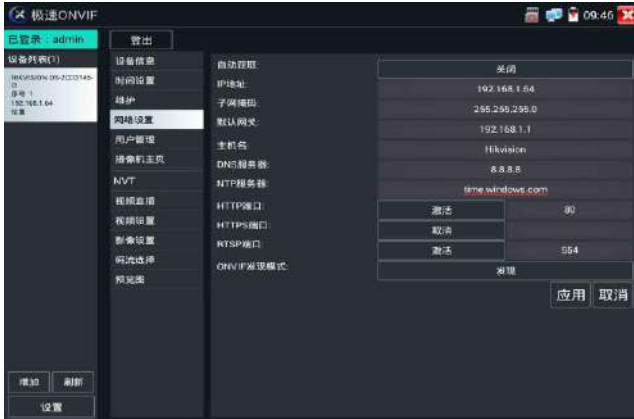 极速ONVIF
09:46
已登录：admin
登出
设备列表(1)
序号 1
192.168.1.64
位置
设备信息
时间设置
维护
网络设置
用户管理
摄像机主页
NVT
视频直播
视频设置
影像设置
码流选择
预览图
自动获取:
关闭
IP地址:
192.168.1.64
子网掩码:
255.255.255.0
默认网关:
192.168.1.1
主机名:
Hikvision
DNS服务器:
8.8.8.8
NTP服务器:
time.windows.com
HTTP端口:
激活
80
HTTPS端口:
取消
RTSP端口:
激活
554
ONVIF发现模式:
发现
应用
取消
增加
刷新
设置